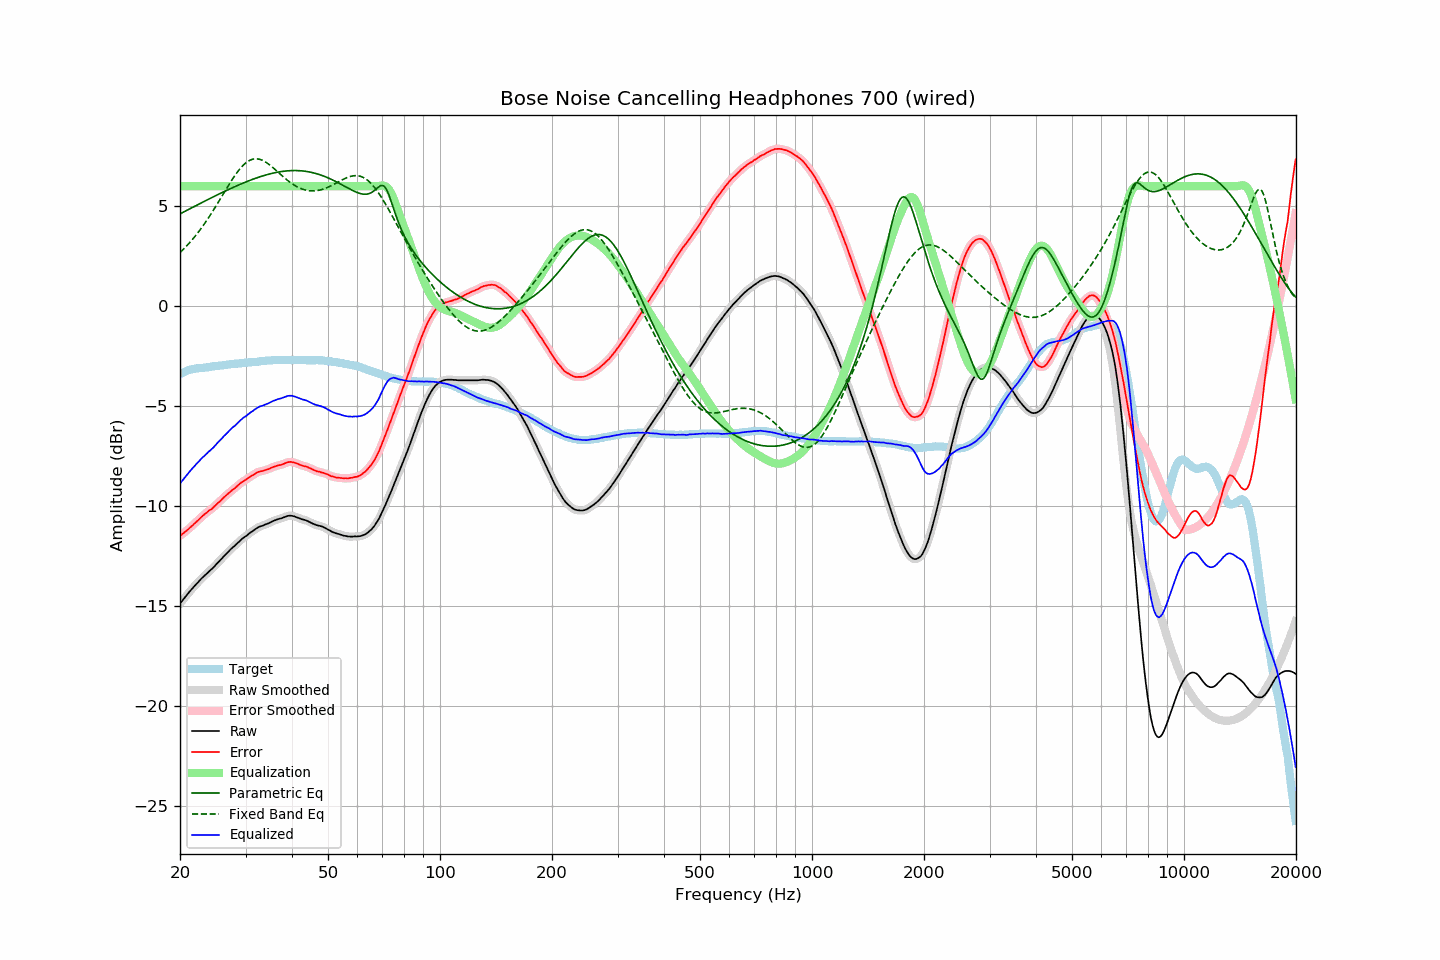 Bose Noise Cancelling Headphones 700 (wired)
5
0
−5
−10
−15
−20
−25
Amplitude (dBr)
Target
Raw Smoothed
Error Smoothed
Raw
Error
Equalization
Parametric Eq
Fixed Band Eq
Equalized
20 50 100 200 500 1000 2000 5000 10000 20000
Frequency (Hz)